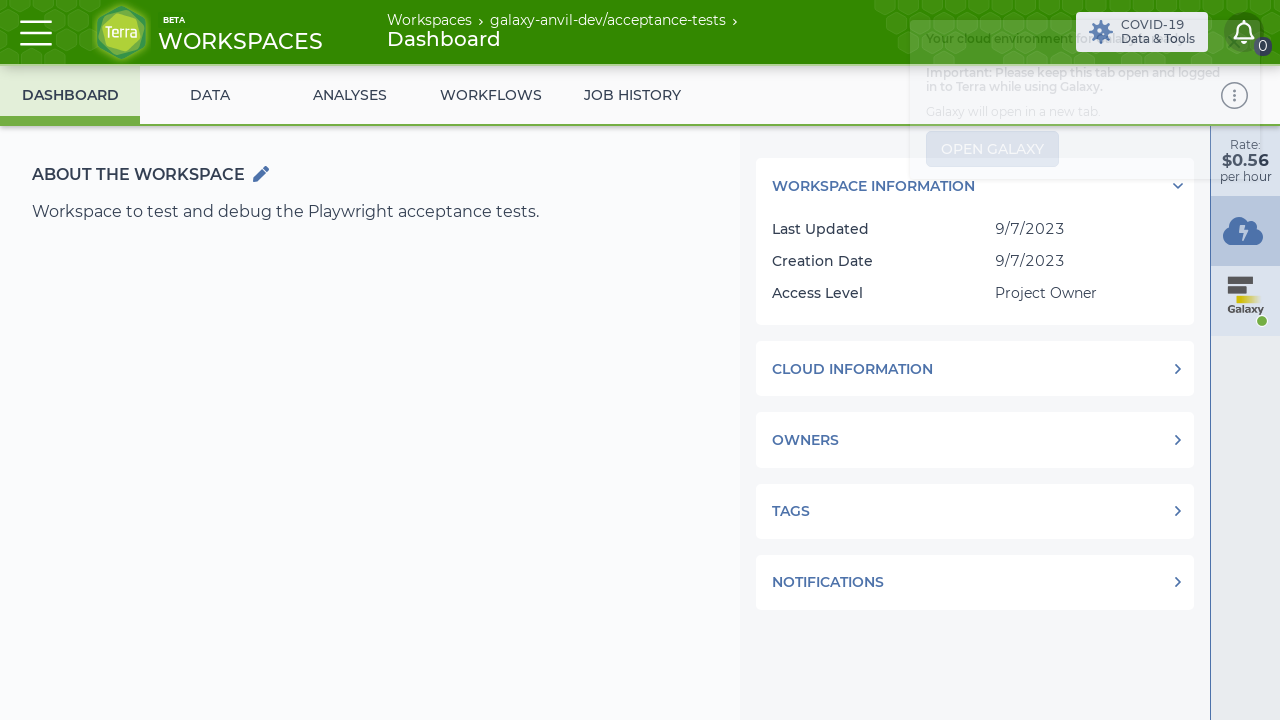 Terra
BETA
WORKSPACES
Workspaces › galaxy-anvil-dev/acceptance-tests ›
Dashboard
COVID-19
Data & Tools
0
Your cloud environment for
Important: Please keep this tab open and logged
in to Terra while using Galaxy.
Galaxy will open in a new tab.
OPEN GALAXY
DASHBOARD
DATA
ANALYSES
WORKFLOWS
JOB HISTORY
Rate:
$0.56
per hour
Galaxy
ABOUT THE WORKSPACE
Workspace to test and debug the Playwright acceptance tests.
WORKSPACE INFORMATION
Last Updated 9/7/2023
Creation Date 9/7/2023
Access Level Project Owner
CLOUD INFORMATION
OWNERS
TAGS
NOTIFICATIONS